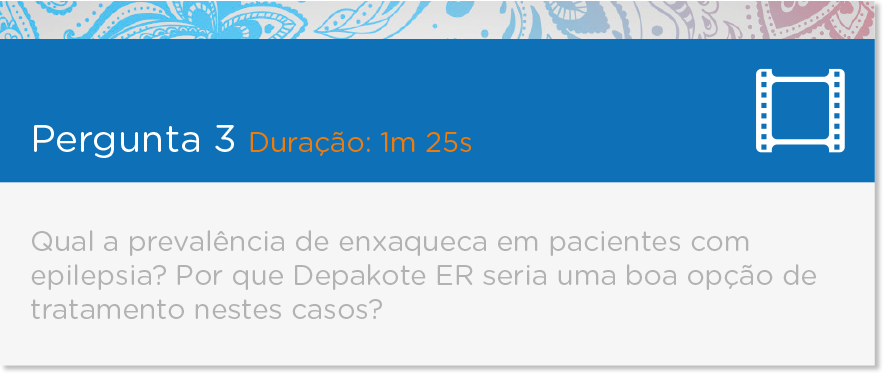 Pergunta 3 Duração: 1m 25s
Qual a prevalência de enxaqueca em pacientes com
epilepsia? Por que Depakote ER seria uma boa opção de
tratamento nestes casos?